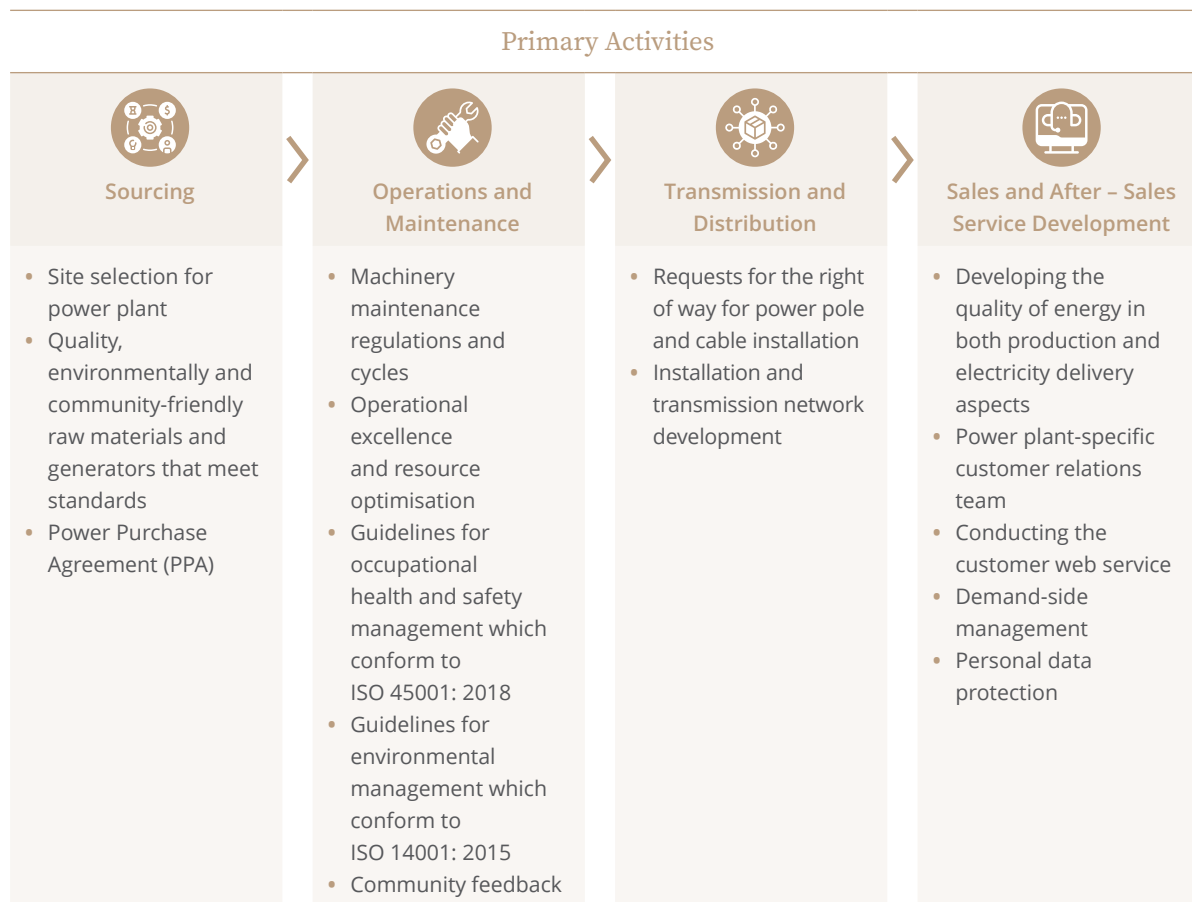 Primary Activities
Sourcing
• Site selection for
power plant
• Quality,
environmentally and
community-friendly
raw materials and
generators that meet
standards
• Power Purchase
Agreement (PPA)
Operations and
Maintenance
• Machinery
maintenance
regulations and
cycles
• Operational
excellence
and resource
optimisation
• Guidelines for
occupational
health and safety
management which
conform to
ISO 45001: 2018
• Guidelines for
environmental
management which
conform to
ISO 14001: 2015
• Community feedback
Transmission and
Distribution
• Requests for the right
of way for power pole
and cable installation
• Installation and
transmission network
development
Sales and After – Sales
Service Development
• Developing the
quality of energy in
both production and
electricity delivery
aspects
• Power plant-specific
customer relations
team
• Conducting the
customer web service
• Demand-side
management
• Personal data
protection